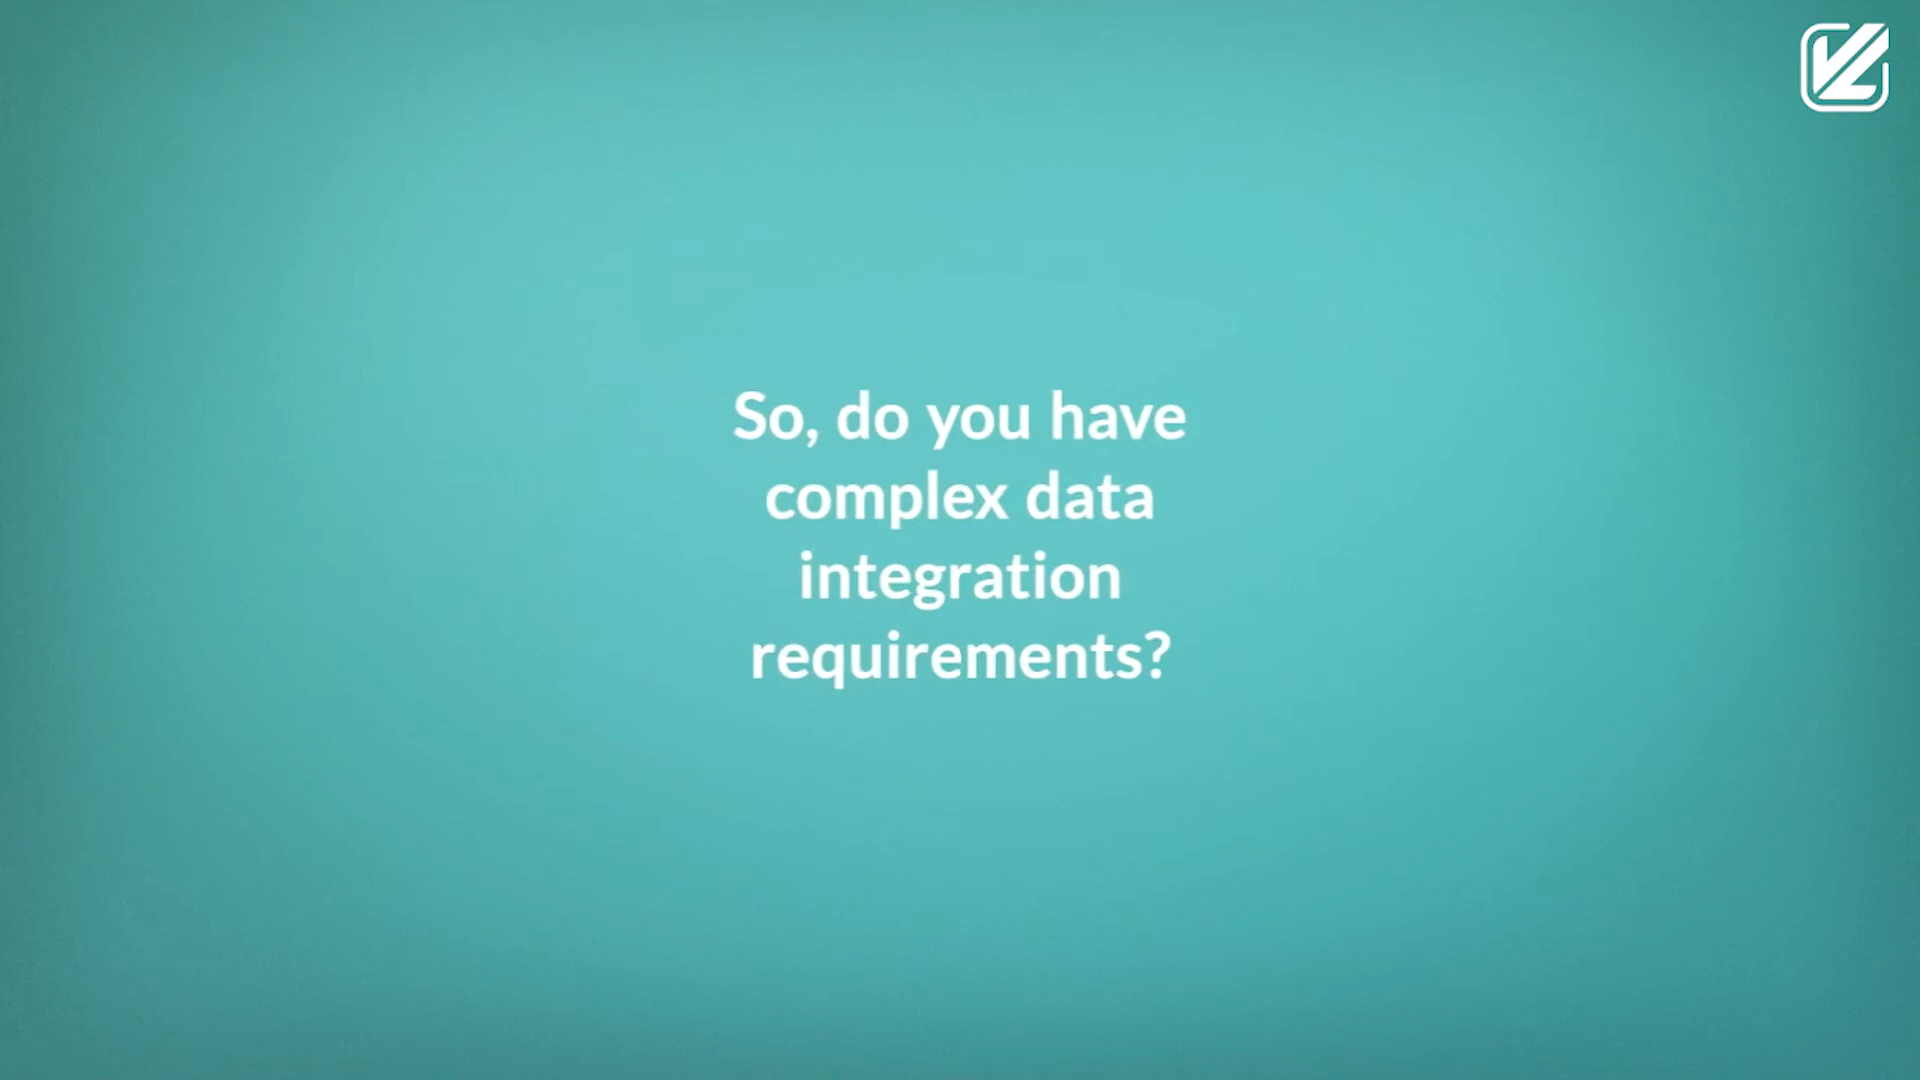 So, do you have
complex data
integration
requirements?